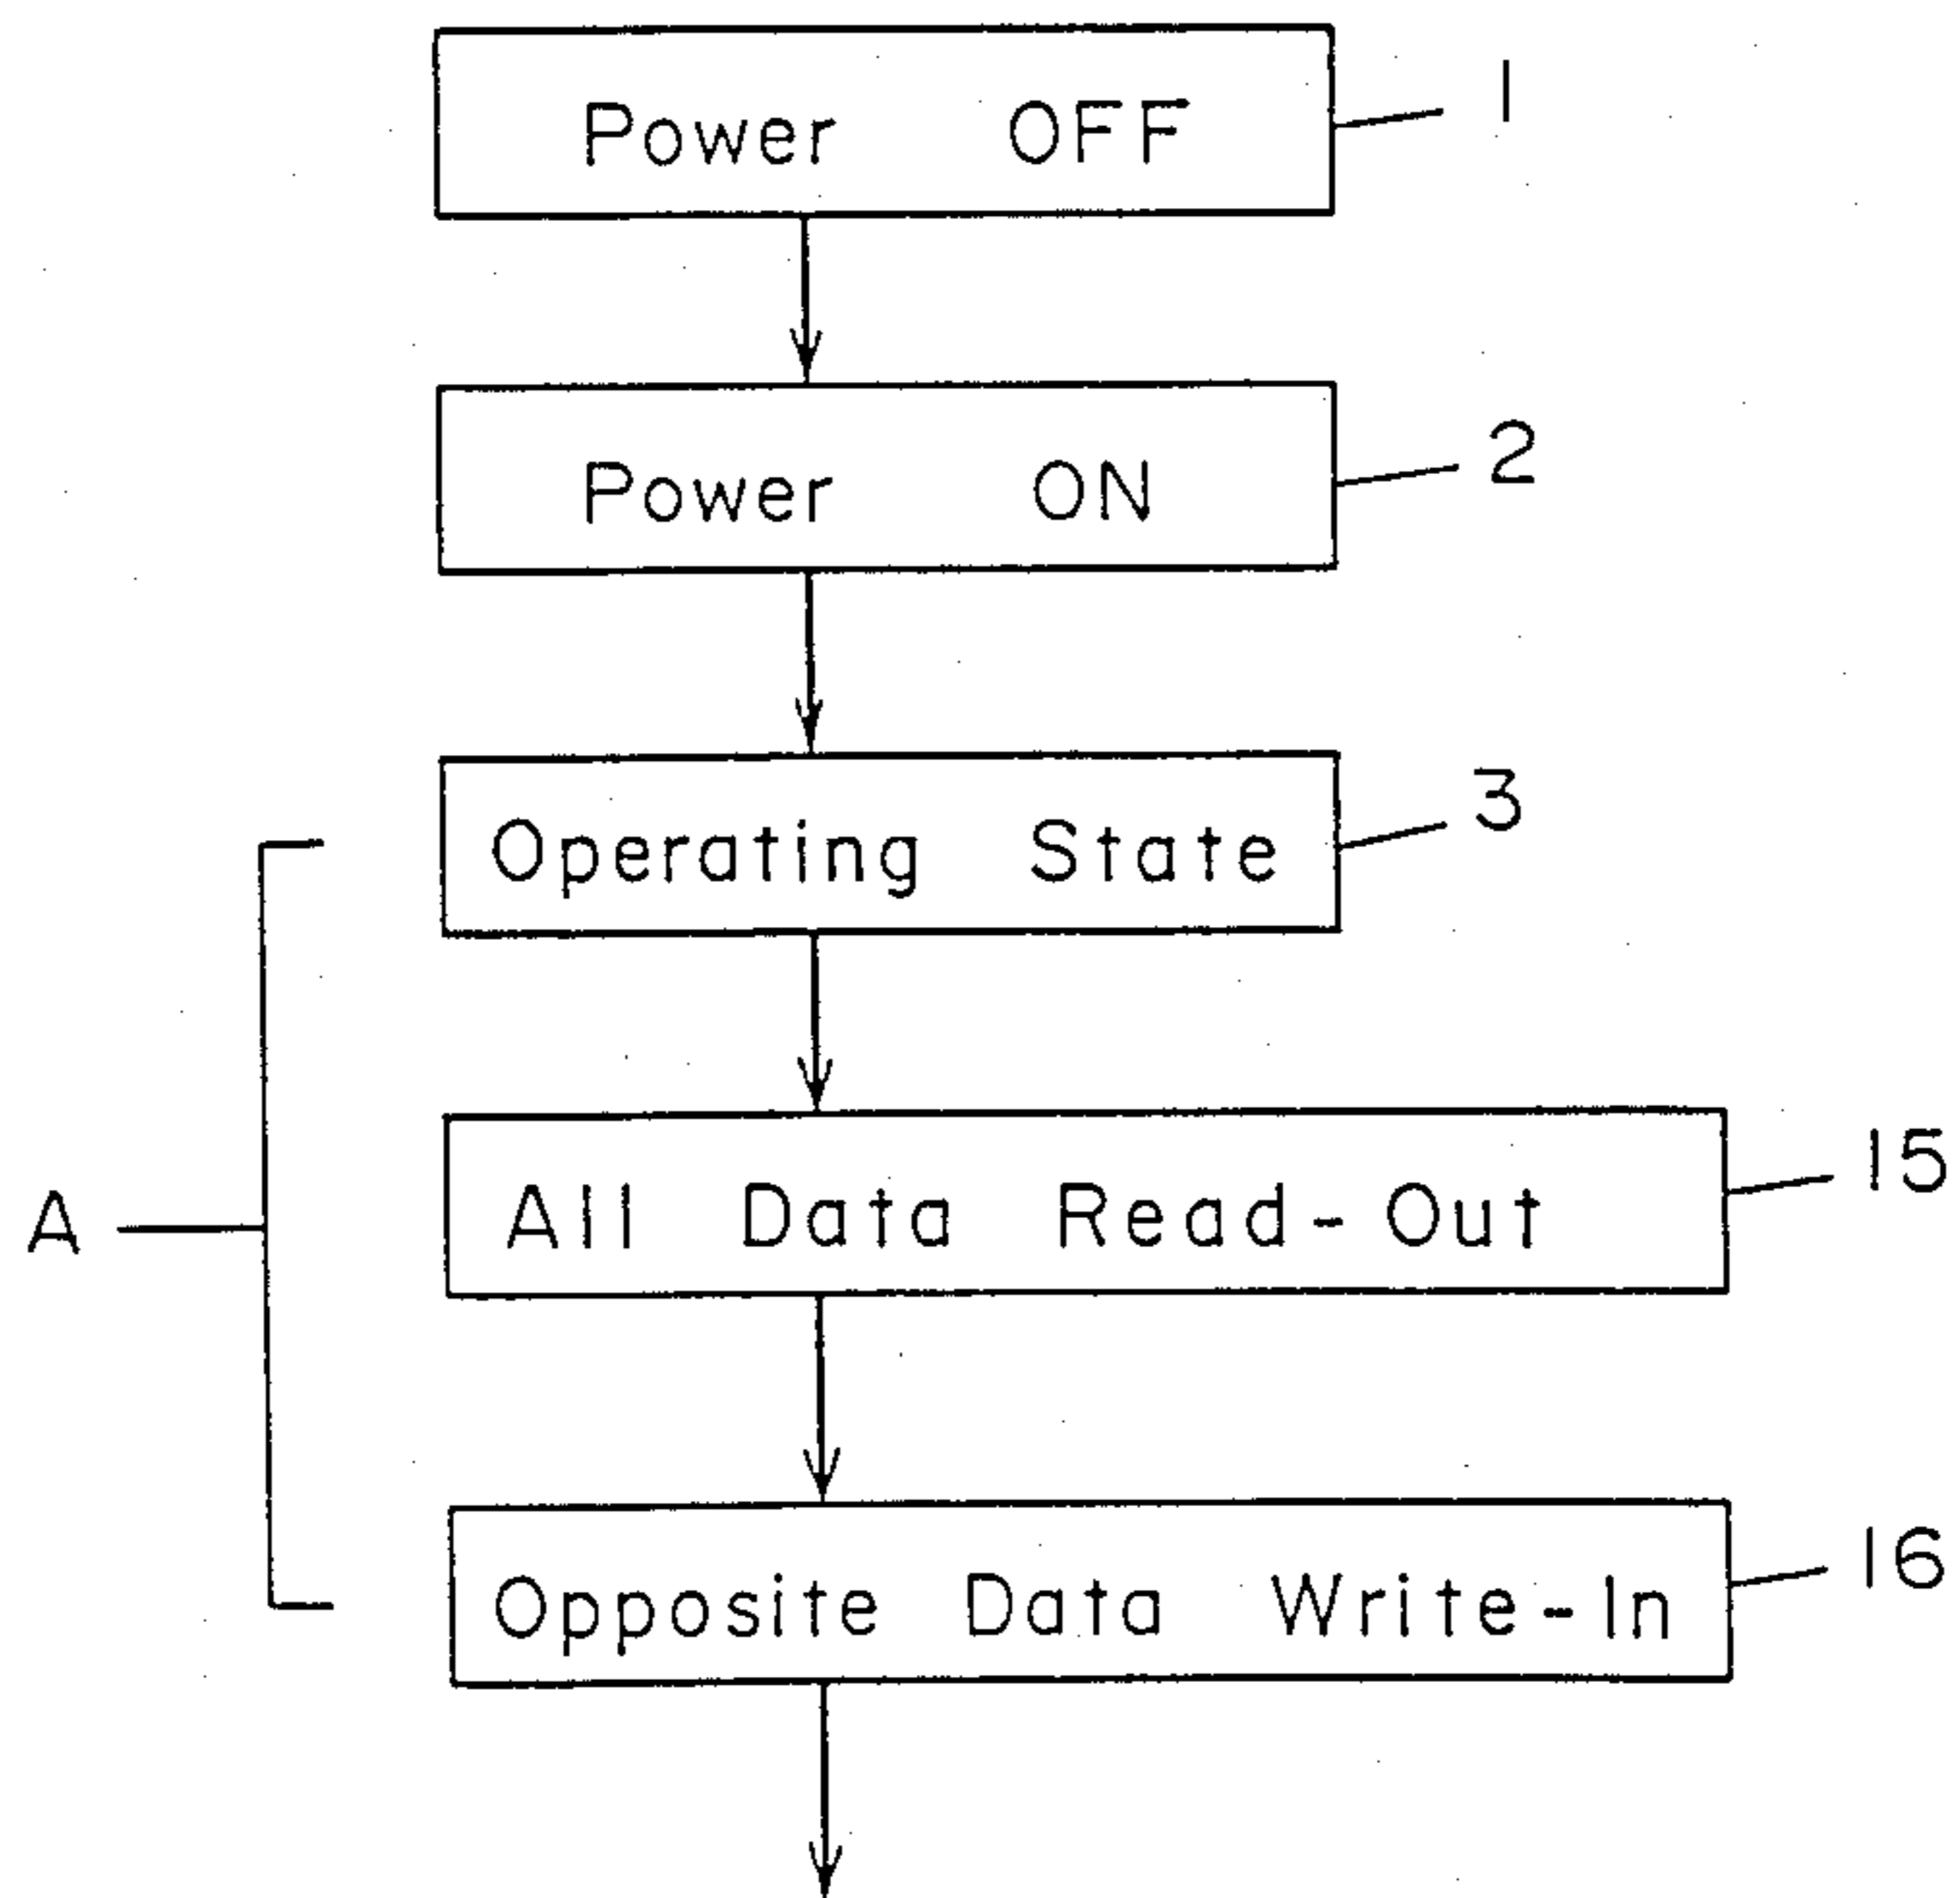 Power OFF 1
Power ON 2
Operating State 3
All Data Read-Out 15
A
Opposite Data Write-In 16